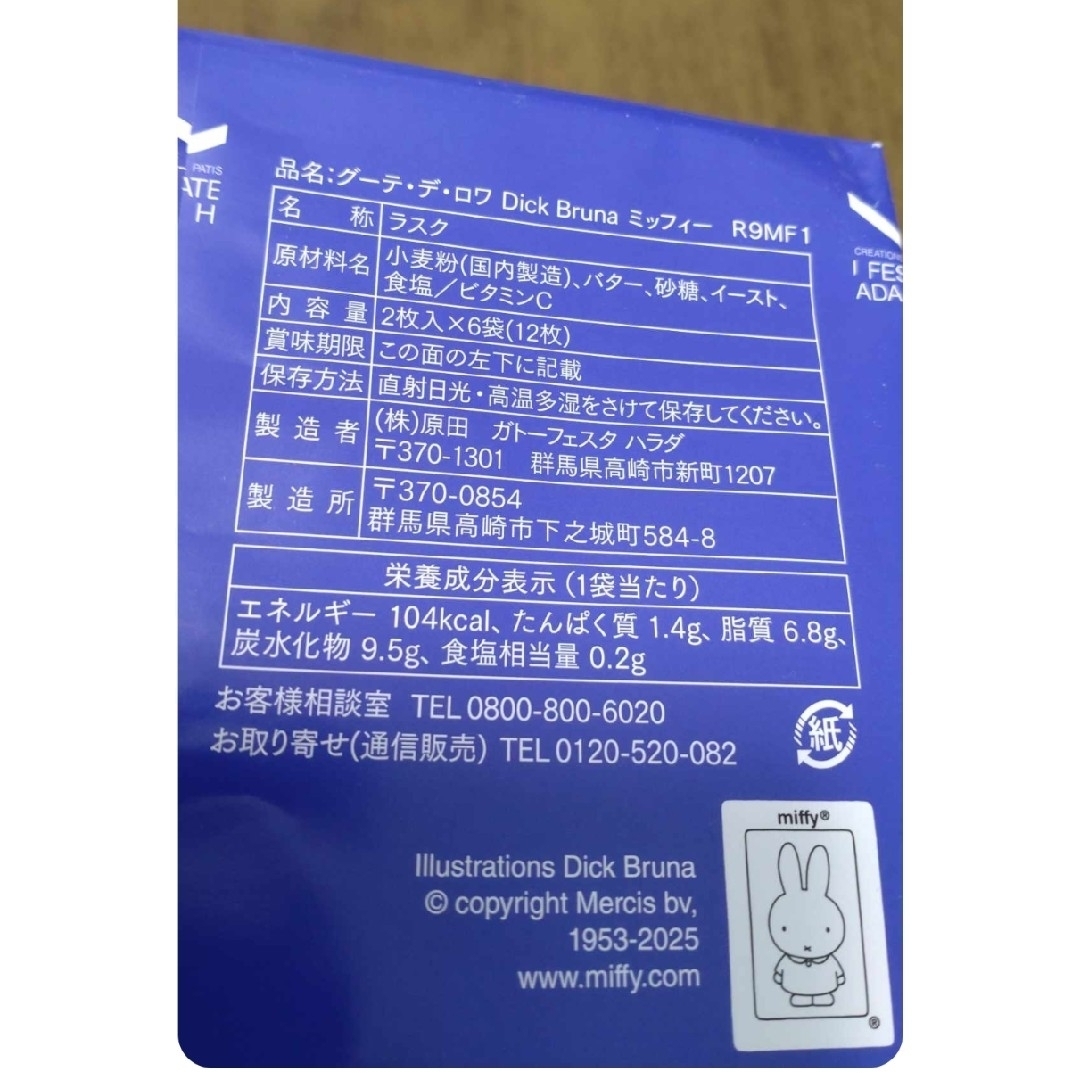 PATIS
ATE
H
CREATION
FES
ADA
品名:グーテ・デ・ロワ Dick Bruna ミッフィー R9MF1
名 称 ラスク
原材料名 小麦粉(国内製造)、バター、砂糖、イースト、
食塩/ビタミンC
内 容 量 2枚入×6袋(12枚)
賞味期限 この面の左下に記載
保存方法 直射日光・高温多湿をさけて保存してください。
製 造 者 (株)原田 ガトーフェスタ ハラダ
〒370-1301 群馬県高崎市新町1207
製 造 所 〒370-0854
群馬県高崎市下之城町584-8
栄養成分表示(1袋当たり)
エネルギー 104kcal、たんぱく質 1.4g、脂質 6.8g、
炭水化物 9.5g、食塩相当量 0.2g
お客様相談室 TEL 0800-800-6020
お取り寄せ(通信販売) TEL 0120-520-082
紙
miffy®
Illustrations Dick Bruna
© copyright Mercis bv,
1953-2025
www.miffy.com
®